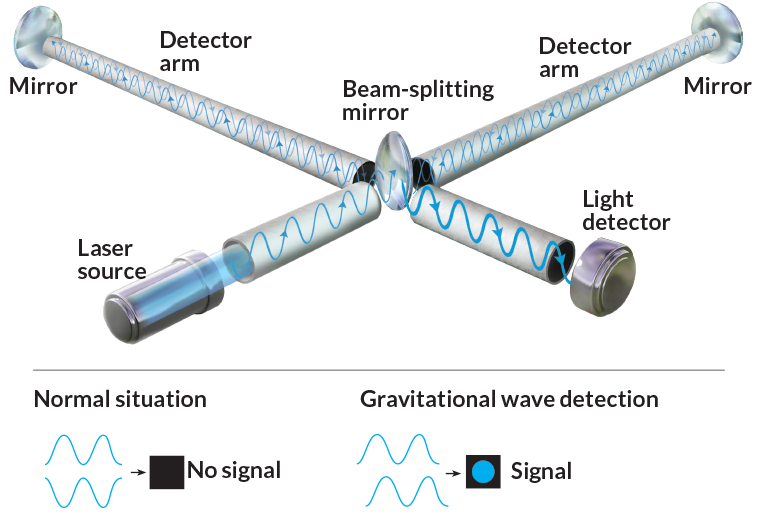 Detector
arm
Detector
arm
Mirror
Beam-splitting
mirror
Mirror
Light
detector
Laser
source
Normal situation
Gravitational wave detection
No signal
Signal